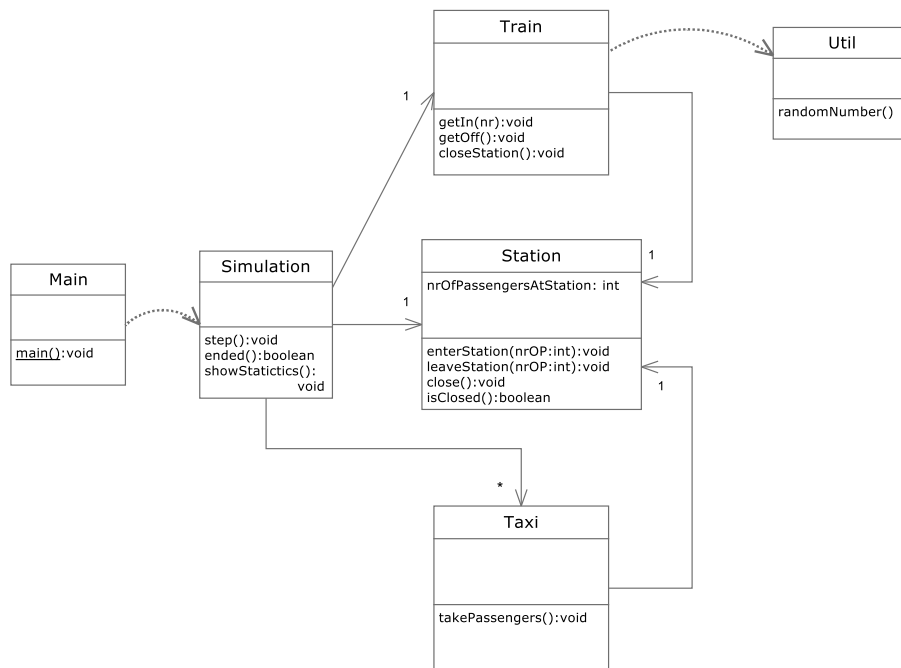 Train
getIn(nr):void
getOff():void
closeStation():void
Util
randomNumber()
1
1
Main
main():void
Simulation
step():void
ended():boolean
showStatictics():
void
1
Station
nrOfPassengersAtStation: int
enterStation(nrOP:int):void
leaveStation(nrOP:int):void
close():void
isClosed():boolean
1
*
Taxi
takePassengers():void